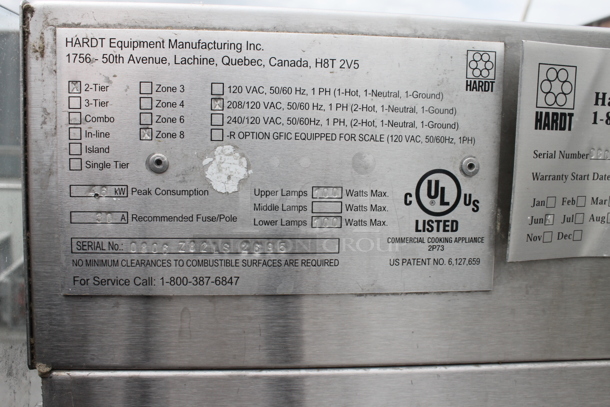 HARDT Equipment Manufacturing Inc.
1756 - 50th Avenue, Lachine, Quebec, Canada, H8T 2V5
HARDT
2-Tier Zone 3 120 VAC, 50/60 Hz, 1 PH (1-Hot, 1-Neutral, 1-Ground)
3-Tier Zone 4 208/120 VAC, 50/60 Hz, 1 PH (2-Hot, 1-Neutral, 1-Gound)
Combo Zone 6 240/120 VAC, 50/60Hz, 1 PH (2-Hot, 1-Neutral, 1-Ground)
In-line Zone 8 -R OPTION GFIC EQUIPPED FOR SCALE (120 VAC, 50/60Hz, 1PH)
Island
Single Tier
kW Peak Consumption
A Recommended Fuse/Pole
Upper Lamps Watts Max.
Middle Lamps Watts Max.
Lower Lamps Watts Max.
C UL US
LISTED
COMMERCIAL COOKING APPLIANCE
2P73
SERIAL No.:
NO MINIMUM CLEARANCES TO COMBUSTIBLE SURFACES ARE REQUIRED
US PATENT NO. 6,127,659
For Service Call: 1-800-387-6847
HARDT
Serial Number
Warranty Start Date
Jan Feb Mar
Jun Jul Aug
Nov Dec